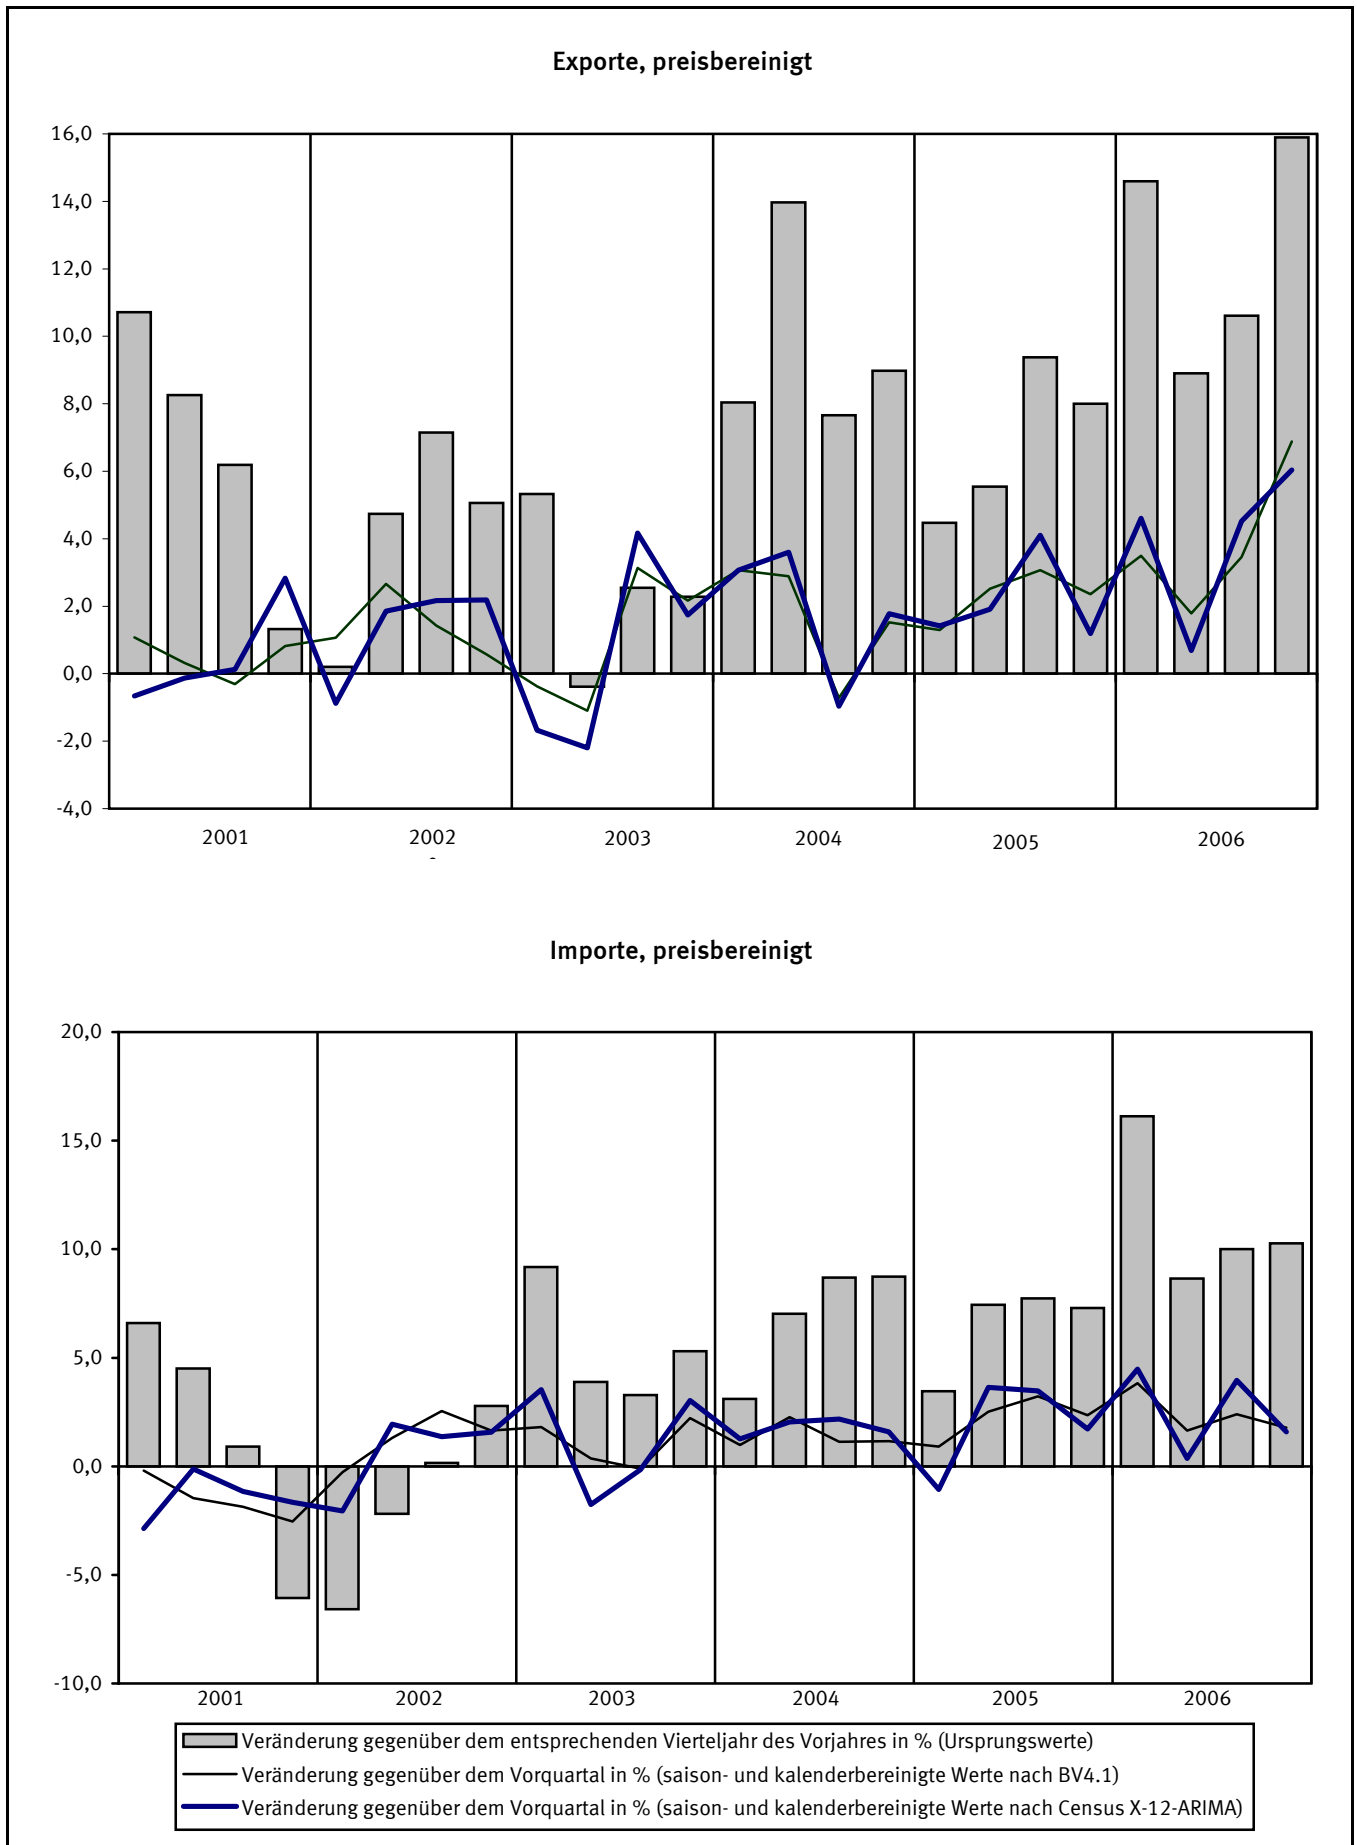 Exporte, preisbereinigt
16,0
14,0
12,0
10,0
8,0
6,0
4,0
2,0
0,0
-2,0
-4,0
2001 2002 2003 2004 2005 2006
Importe, preisbereinigt
20,0
15,0
10,0
5,0
0,0
-5,0
-10,0
2001 2002 2003 2004 2005 2006
Veränderung gegenüber dem entsprechenden Vierteljahr des Vorjahres in % (Ursprungswerte)
Veränderung gegenüber dem Vorquartal in % (saison- und kalenderbereinigte Werte nach BV4.1)
Veränderung gegenüber dem Vorquartal in % (saison- und kalenderbereinigte Werte nach Census X-12-ARIMA)